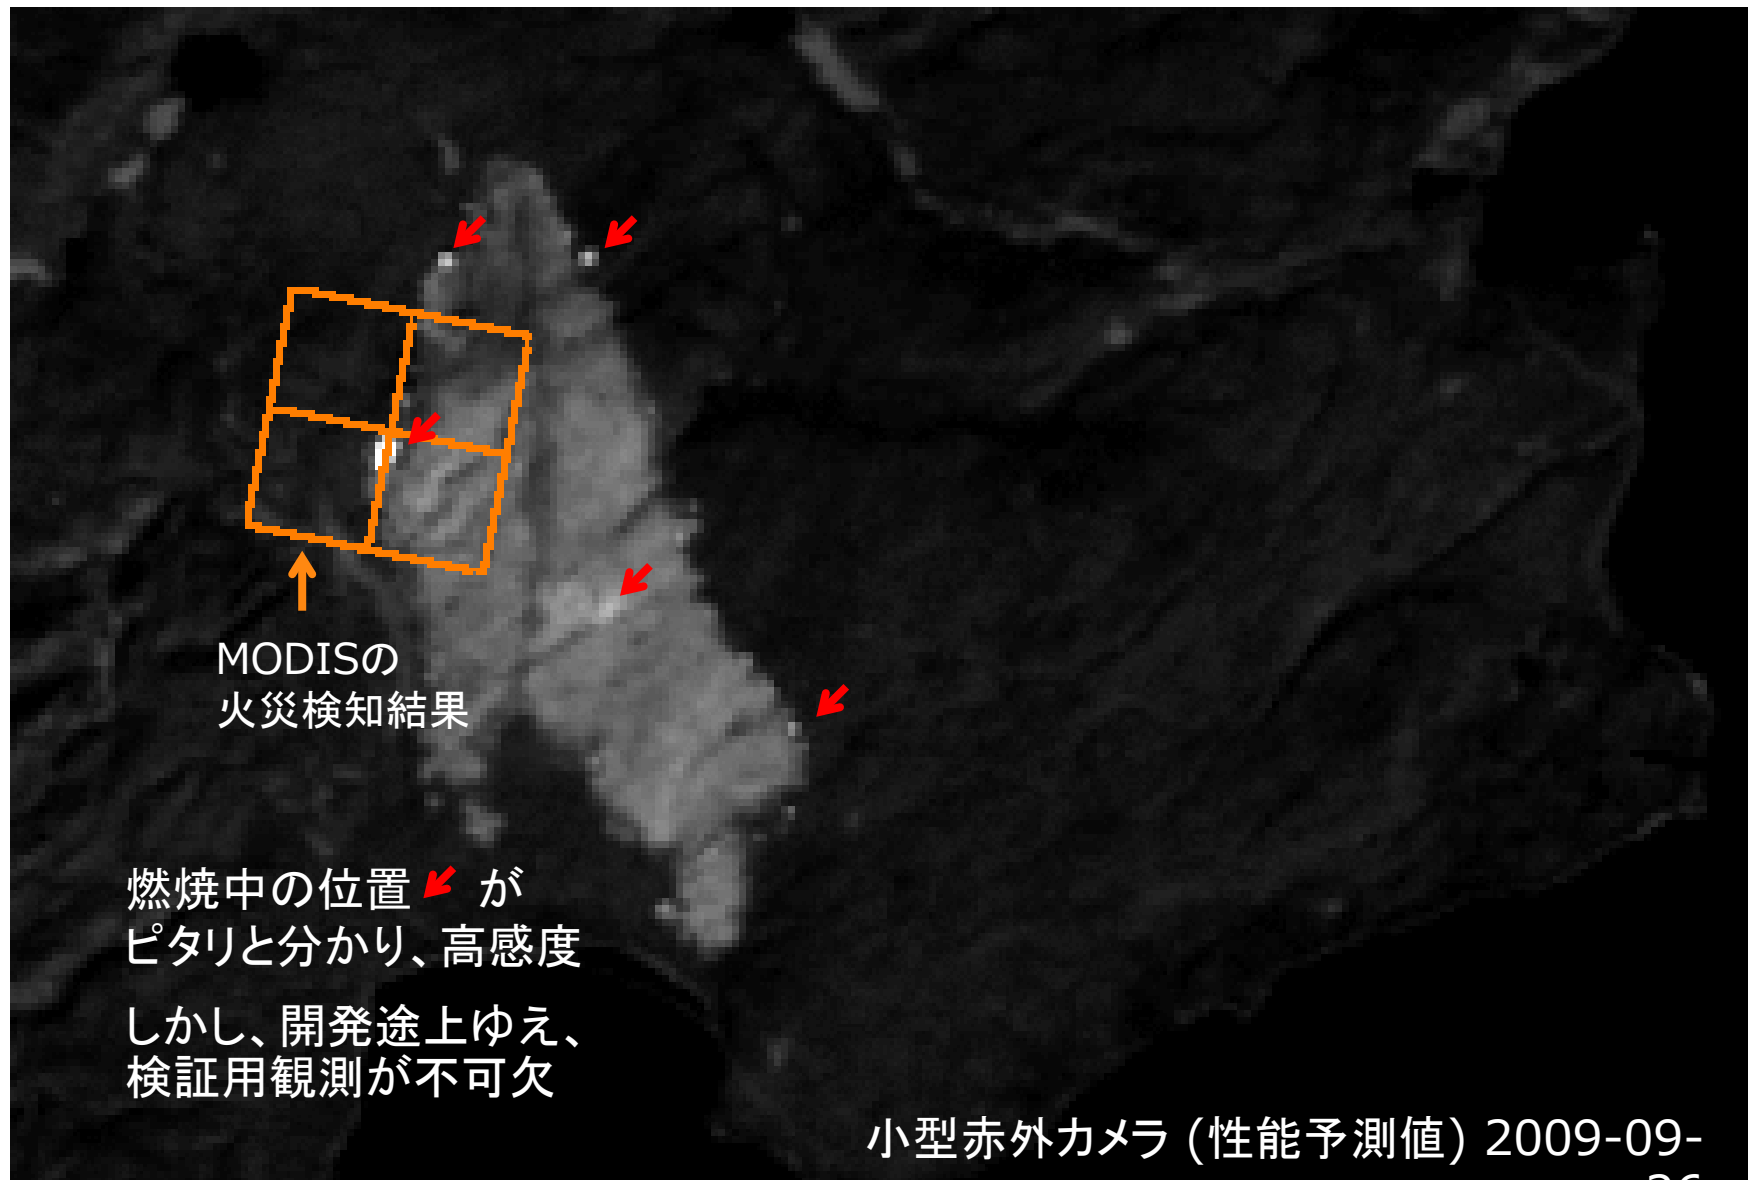 MODISの
火災検知結果
燃焼中の位置 が
ピタリと分かり、高感度
しかし、開発途上ゆえ、
検証用観測が不可欠
小型赤外カメラ (性能予測値) 2009-09-